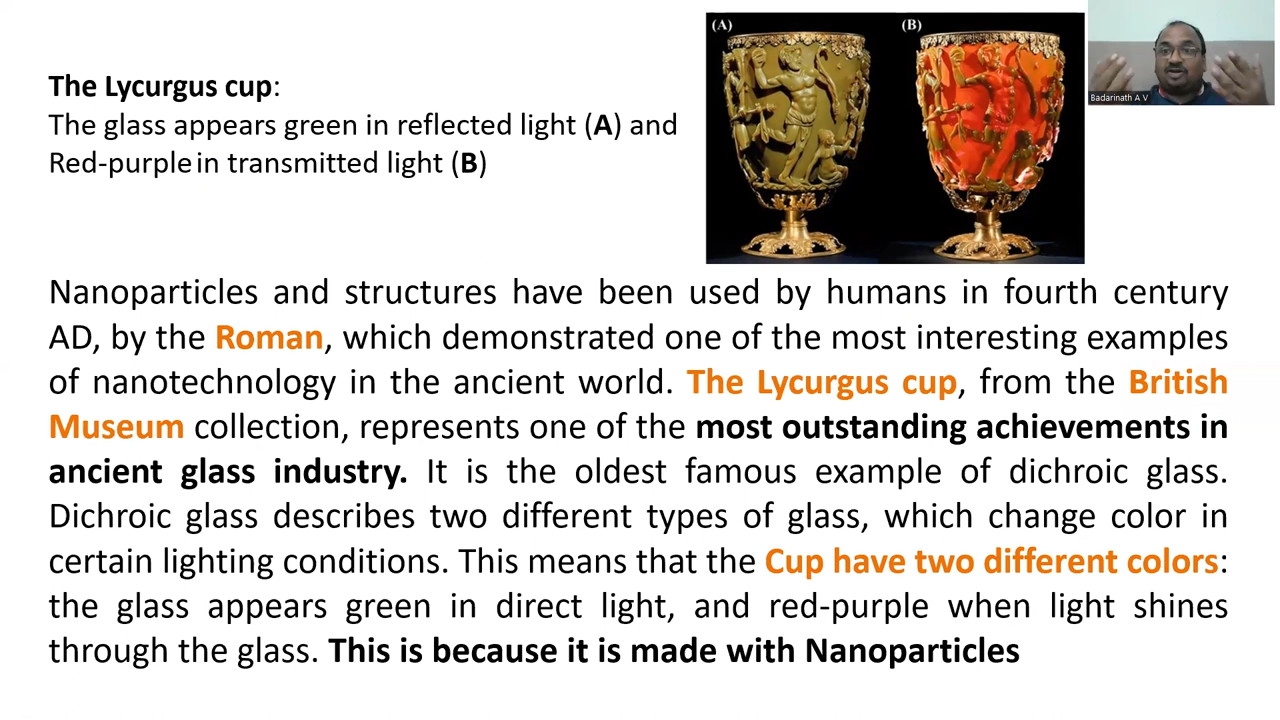 The Lycurgus cup:
The glass appears green in reflected light (A) and
Red-purple in transmitted light (B)
(A)
(B)
Badarinath A V
Nanoparticles and structures have been used by humans in fourth century
AD, by the Roman, which demonstrated one of the most interesting examples
of nanotechnology in the ancient world. The Lycurgus cup, from the British
Museum collection, represents one of the most outstanding achievements in
ancient glass industry. It is the oldest famous example of dichroic glass.
Dichroic glass describes two different types of glass, which change color in
certain lighting conditions. This means that the Cup have two different colors:
the glass appears green in direct light, and red-purple when light shines
through the glass. This is because it is made with Nanoparticles